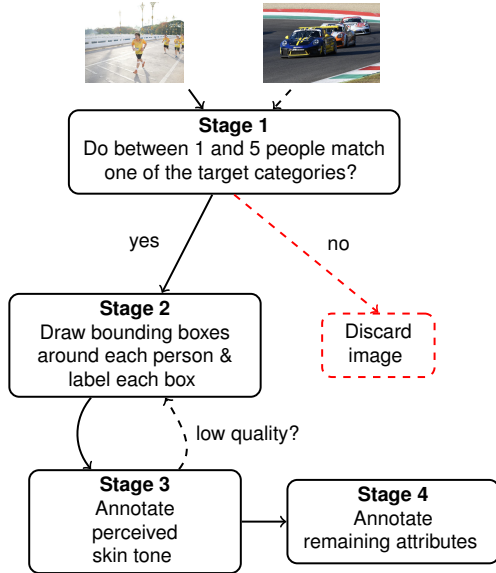 Stage 1
Do between 1 and 5 people match
one of the target categories?
yes
no
Stage 2
Draw bounding boxes
around each person &
label each box
Discard
image
low quality?
Stage 3
Annotate
perceived
skin tone
Stage 4
Annotate
remaining attributes